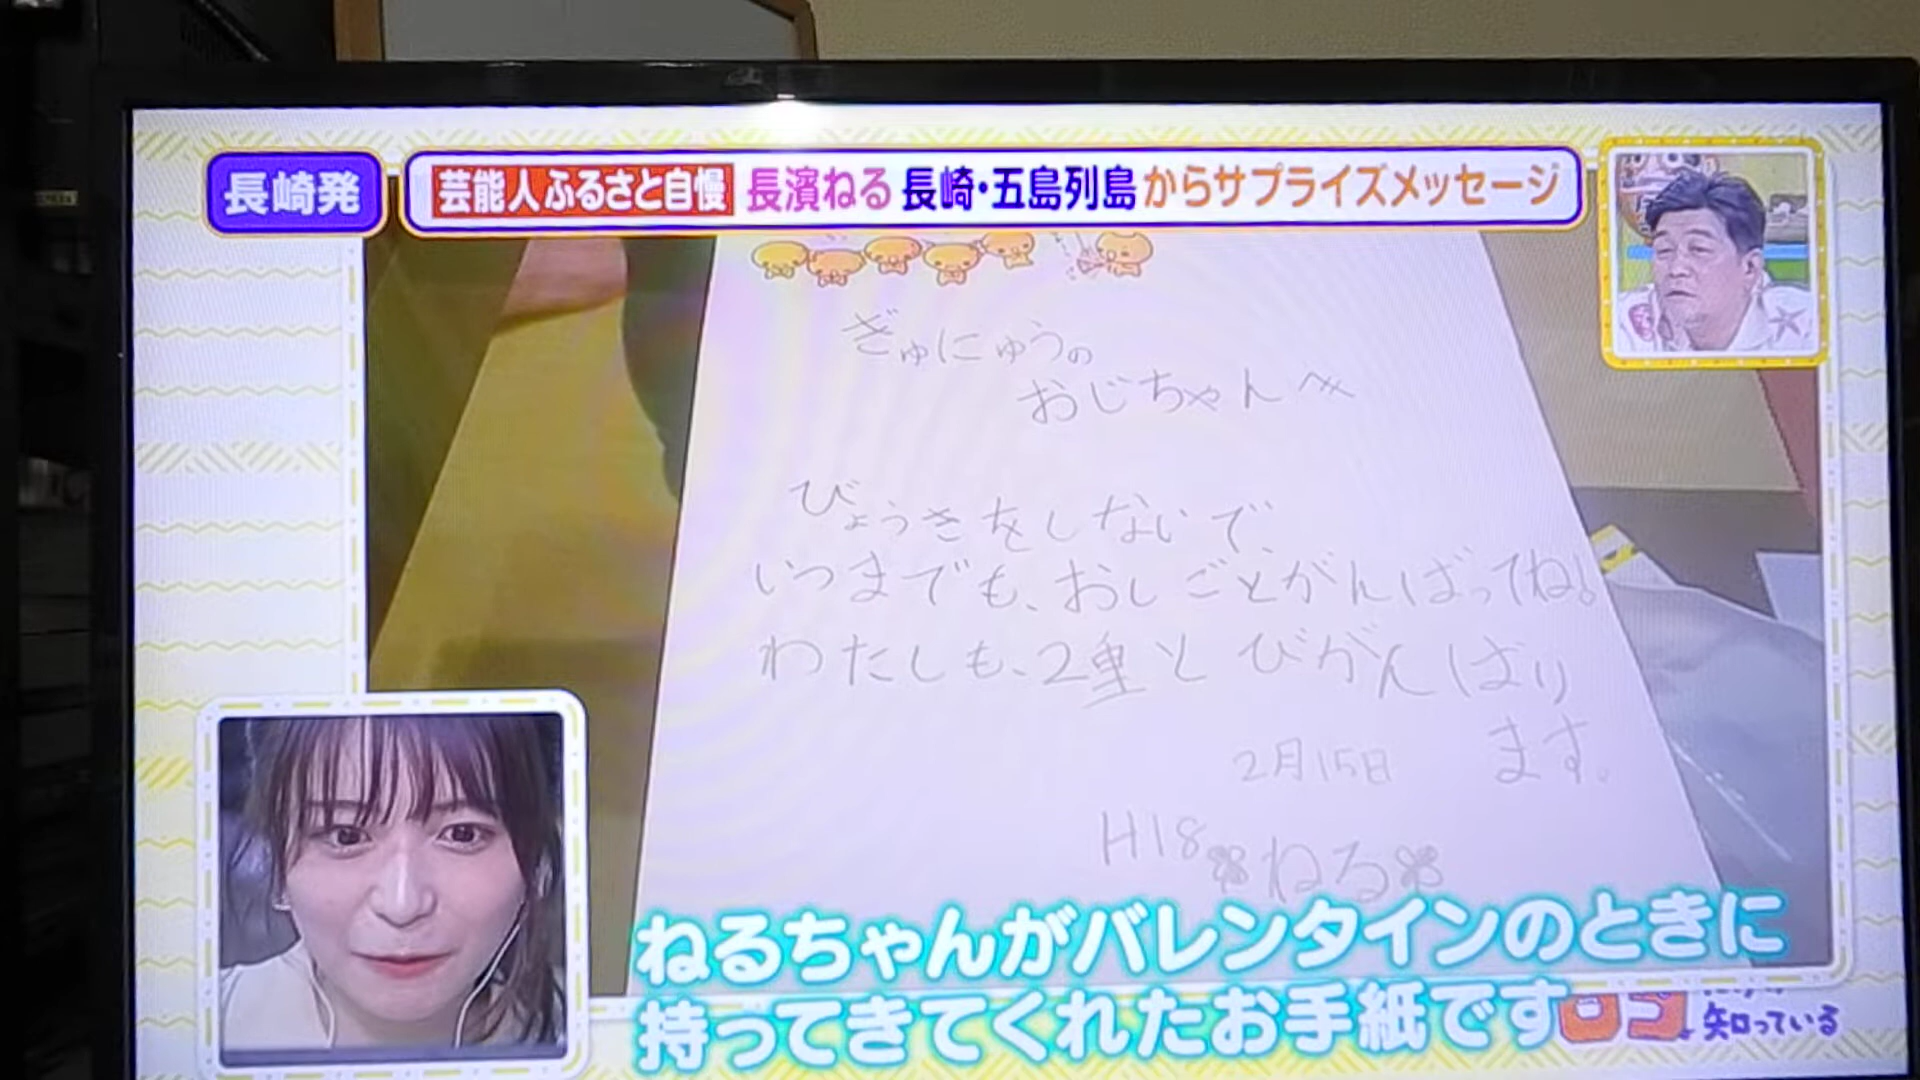 長崎発
芸能人ふるさと自慢 長濱ねる 長崎・五島列島からサプライズメッセージ
ぎゅにゅうの
おじちゃんへ
びょうきをしないで、
いつまでも、おしごとがんばってね!
わたしも、2重とびがんばり
ます。
2月15日
H18
ねる
ねるちゃんがバレンタインのときに
持ってきてくれたお手紙です
知っている